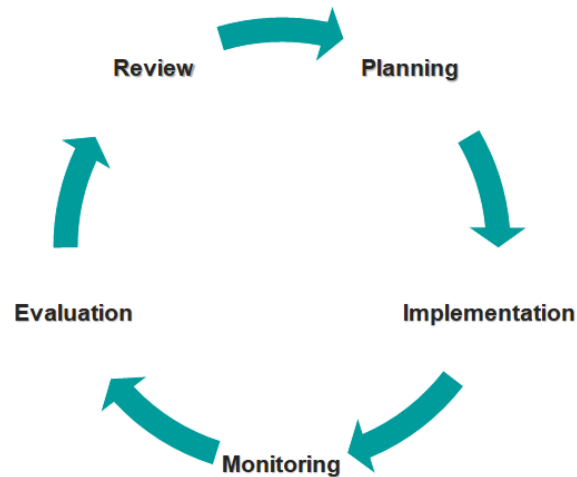 Review
Planning
Evaluation
Implementation
Monitoring